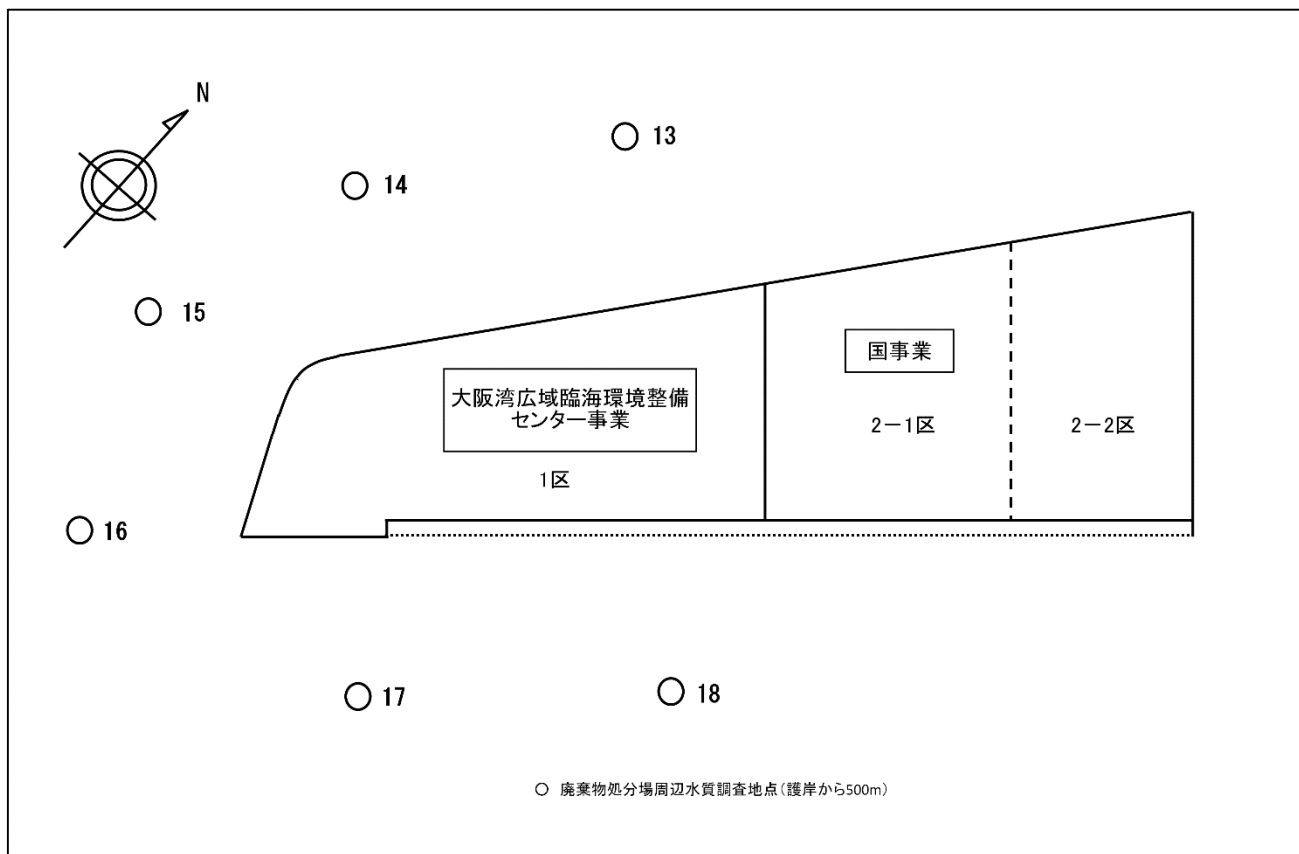 N
13
14
15
国事業
大阪湾広域臨海環境整備
センター事業
2－1区
2－2区
1区
16
17
18
○ 廃棄物処分場周辺水質調査地点(護岸から500m)